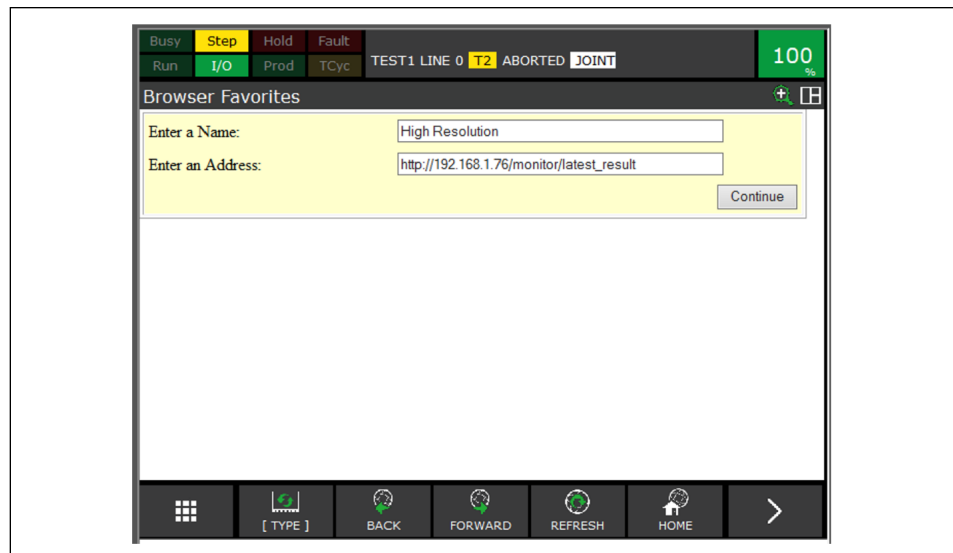 Busy Step Hold Fault
Run I/O Prod TCyc TEST1 LINE 0 T2 ABORTED JOINT 100 %
Browser Favorites
Enter a Name: High Resolution
Enter an Address: http://192.168.1.76/monitor/latest_result
Continue
[ TYPE ] BACK FORWARD REFRESH HOME